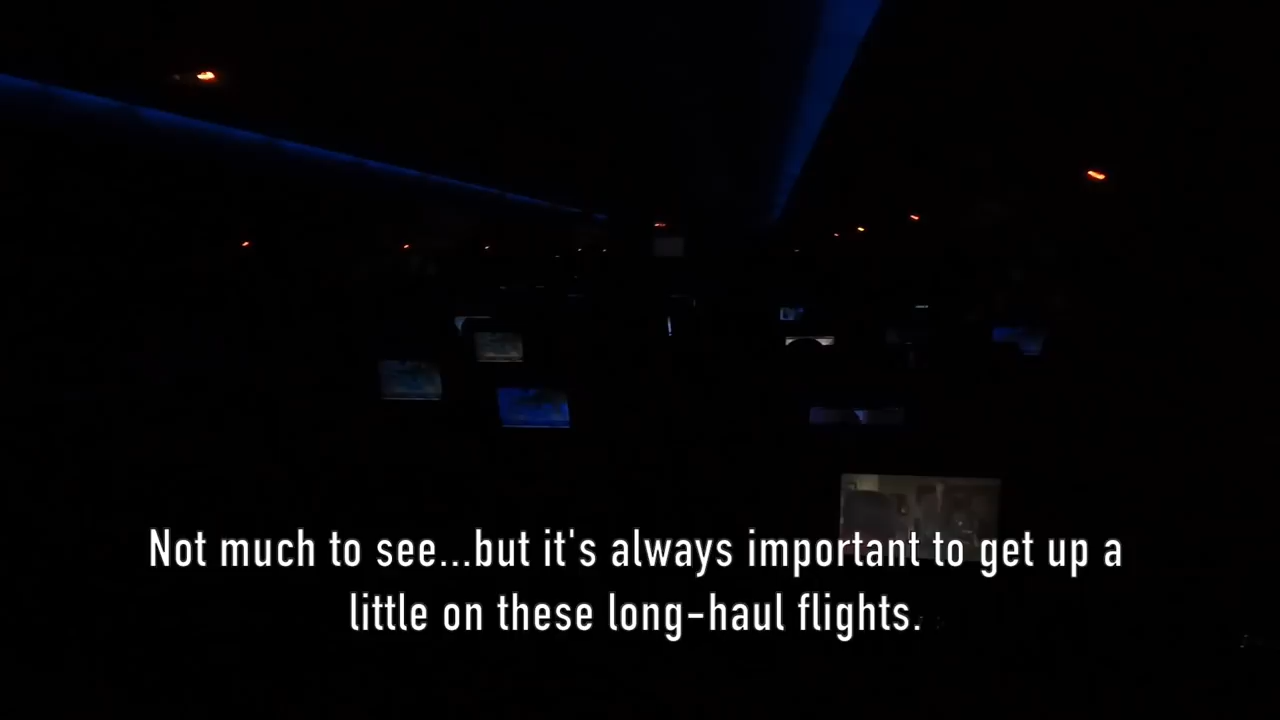 Not much to see...but it's always important to get up a
little on these long-haul flights.